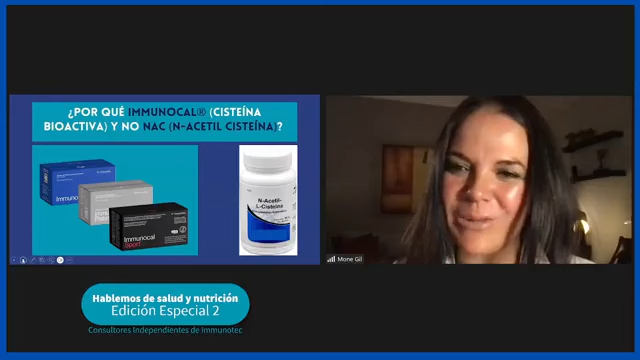 ¿POR QUÉ IMMUNOCAL® (CISTEÍNA
BIOACTIVA) Y NO NAC (N-ACETIL CISTEÍNA)?
Immunocal
Immunocal
N-Acetil-
L-Cisteína
Mone Gil
Hablemos de salud y nutrición
Edición Especial 2
Consultores Independientes de Immunotec